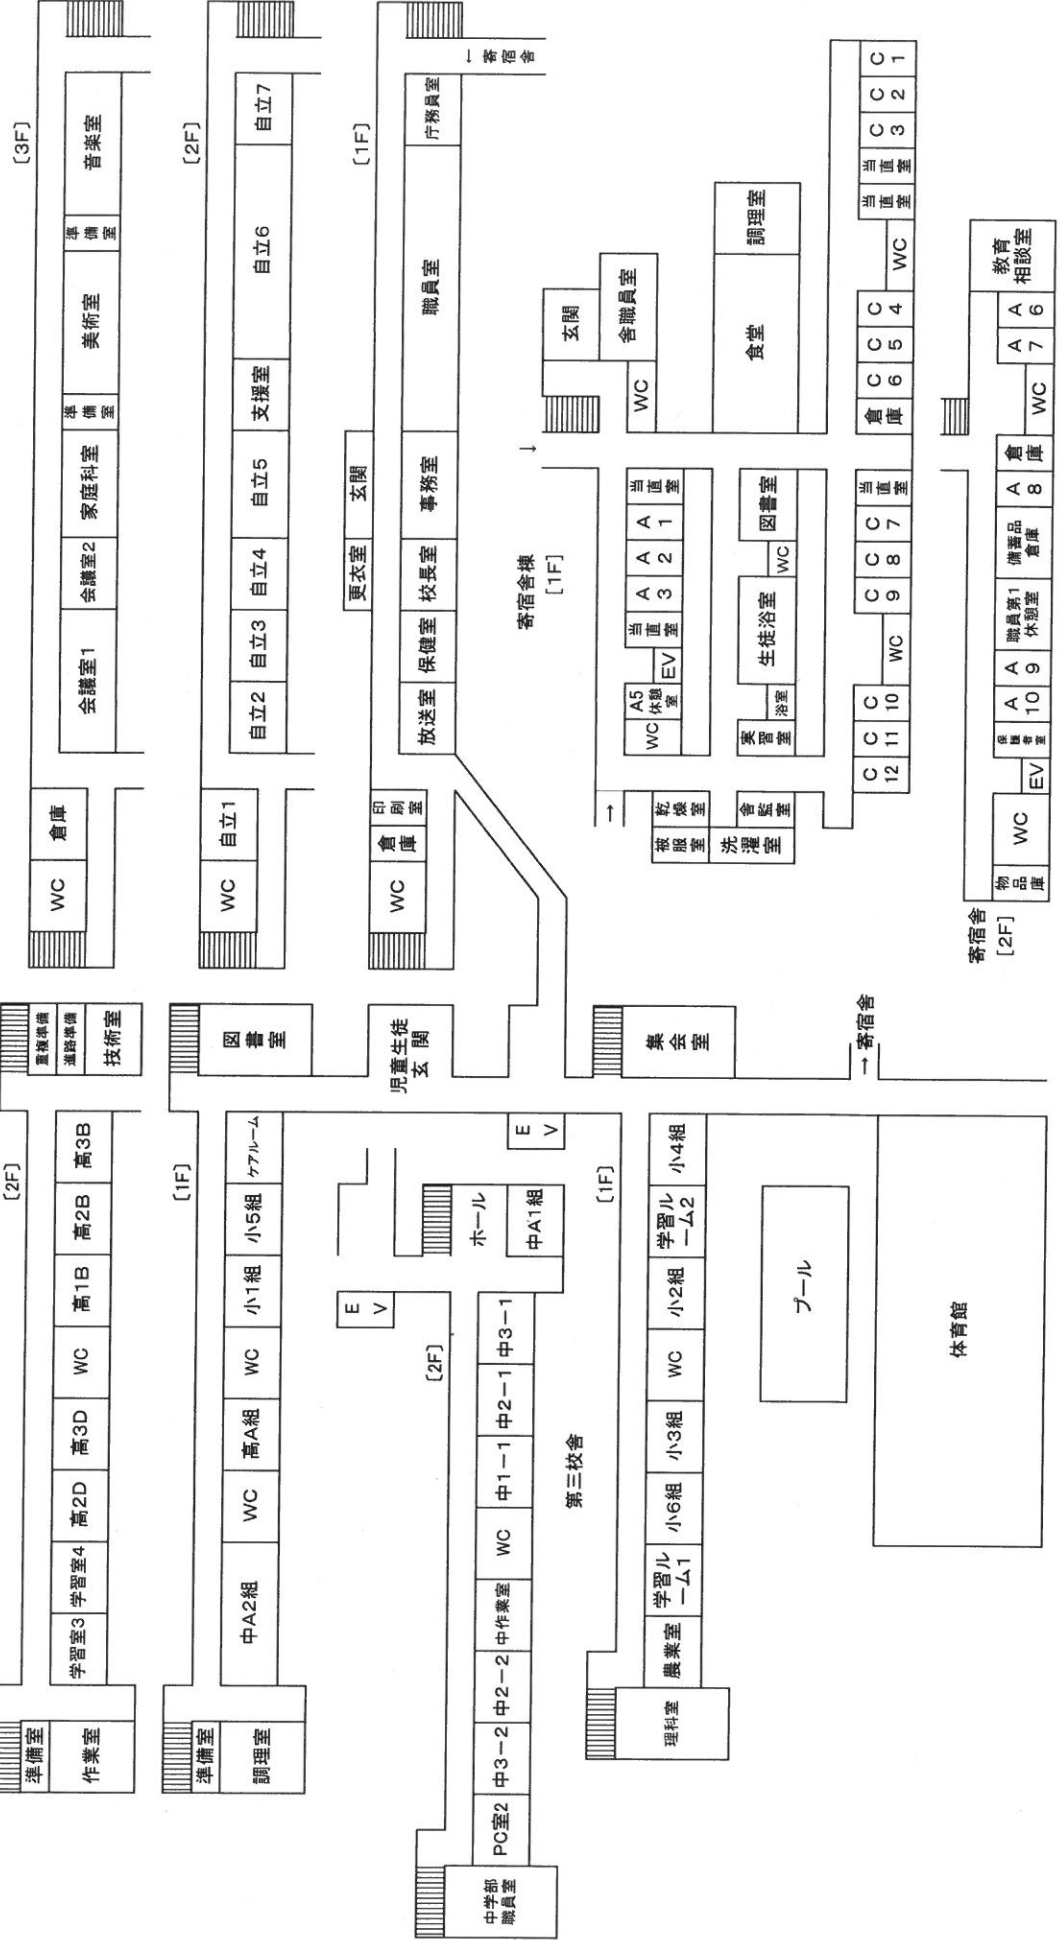 〔3F〕
WC
倉庫
会議室1
会議室2
家庭科室
準備室
美術室
準備室
音楽室
〔2F〕
WC
自立1
自立2
自立3
自立4
自立5
支援室
自立6
自立7
〔1F〕
WC
倉庫
印刷室
放送室
保健室
校長室
事務室
職員室
庁務員室
更衣室
玄関
←寄宿舎
寄宿舎棟
[1F]
→
←
玄関
舎職員室
WC
当直室
A1
A2
A3
当直室
EV
A5
休憩室
WC
調理室
食堂
図書室
WC
生徒浴室
浴室
実習室
乾燥室
舎監室
被服室
洗濯室
C1
C2
C3
当直室
当直室
WC
C4
C5
C6
倉庫
当直室
C7
C8
C9
WC
C10
C11
C12
寄宿舎
[2F]
物品庫
WC
EV
保護者室
A10
A9
職員第1
休憩室
備蓄品
倉庫
A8
倉庫
WC
A7
A6
教育
相談室
〔2F〕
準備室
作業室
学習室3
学習室4
高2D
高3D
WC
高1B
高2B
高3B
重複準備
進路準備
技術室
〔1F〕
準備室
調理室
中A2組
WC
高A組
WC
小1組
小5組
ケアルーム
図書室
児童生徒
玄関
EV
EV
〔2F〕
中学部
職員室
PC室2
中3−2
中2−2
中作業室
WC
中1−1
中2−1
中3−1
ホール
中A1組
第三校舎
〔1F〕
理科室
農業室
学習ル
ーム1
小6組
小3組
WC
小2組
学習ル
ーム2
小4組
集会室
→寄宿舎
プール
体育館